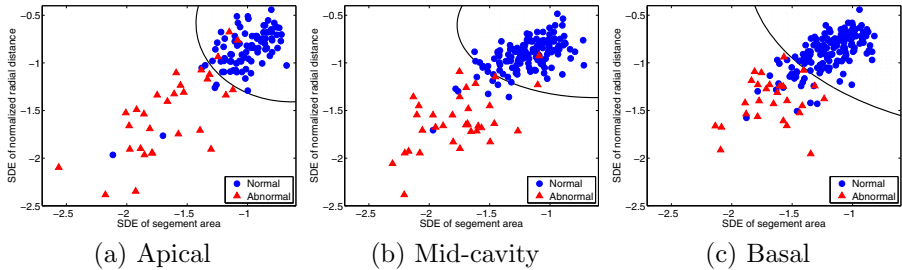 −0.5
−1
−1.5
−2
−2.5
SDE of normalized radial distance
−2.5 −2 −1.5 −1
SDE of segement area
Normal
Abnormal
(a) Apical
−0.5
−1
−1.5
−2
−2.5
SDE of normalized radial distance
−2.5 −2 −1.5 −1
SDE of segement area
Normal
Abnormal
(b) Mid-cavity
−0.5
−1
−1.5
−2
−2.5
SDE of normalized radial distance
−2.5 −2 −1.5 −1
SDE of segement area
Normal
Abnormal
(c) Basal